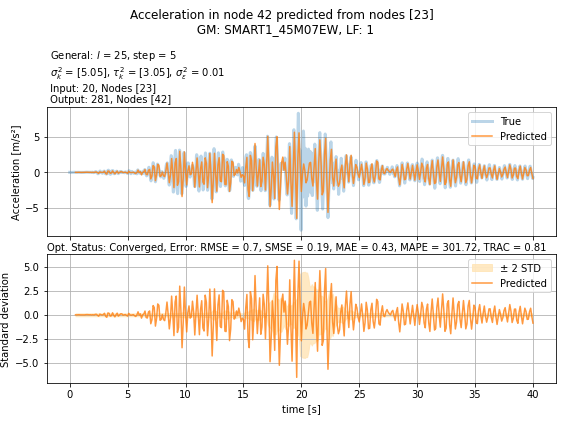 Acceleration in node 42 predicted from nodes [23]
GM: SMART1_45M07EW, LF: 1
General: l = 25, step = 5
σ²ₖ = [5.05], τ²ₖ = [3.05], σ²ε = 0.01
Input: 20, Nodes [23]
Output: 281, Nodes [42]
True
Predicted
Acceleration [m/s²]
5
0
−5
Opt. Status: Converged, Error: RMSE = 0.7, SMSE = 0.19, MAE = 0.43, MAPE = 301.72, TRAC = 0.81
± 2 STD
Predicted
Standard deviation
5.0
2.5
0.0
−2.5
−5.0
0 5 10 15 20 25 30 35 40
time [s]